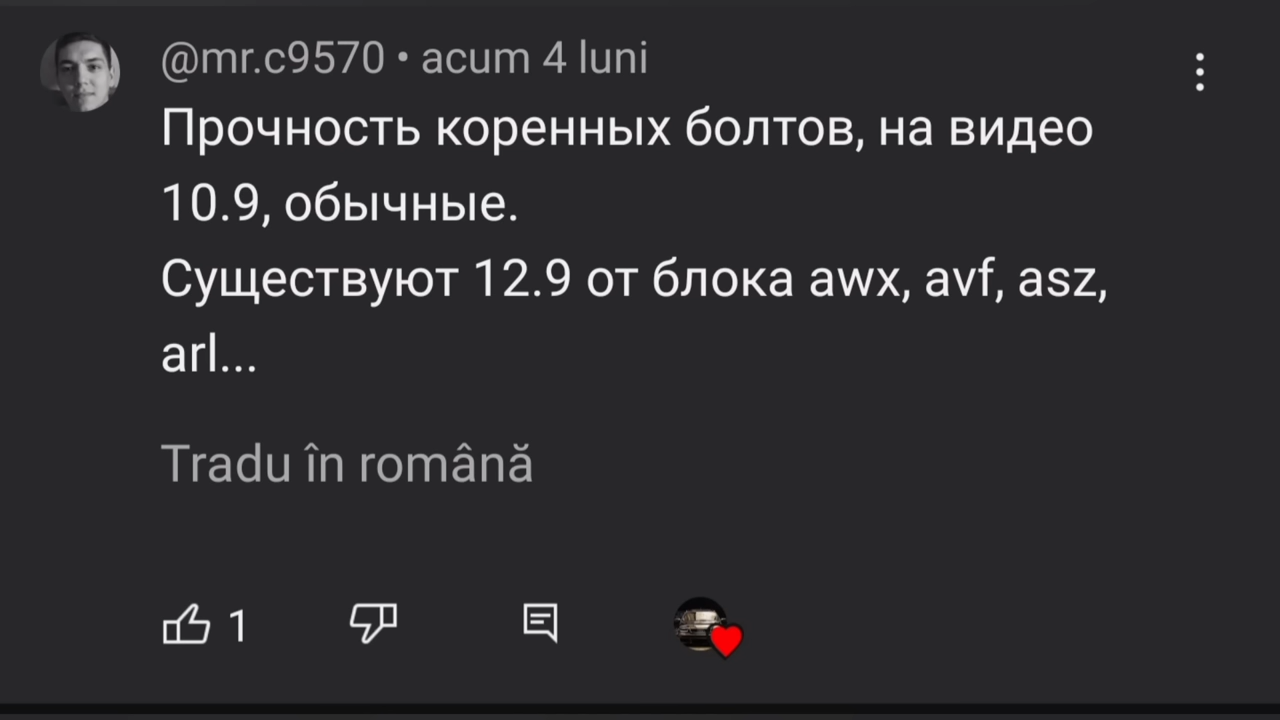 @mr.c9570 • acum 4 luni
Прочность коренных болтов, на видео
10.9, обычные.
Существуют 12.9 от блока awx, avf, asz,
arl...
Tradu în română
1